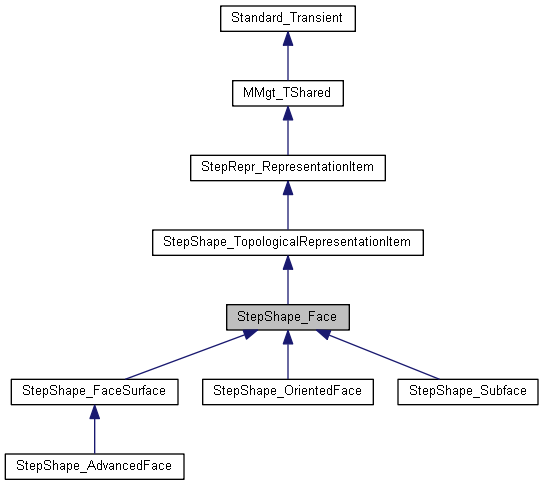 Standard_Transient
MMgt_TShared
StepRepr_RepresentationItem
StepShape_TopologicalRepresentationItem
StepShape_Face
StepShape_FaceSurface
StepShape_OrientedFace
StepShape_Subface
StepShape_AdvancedFace